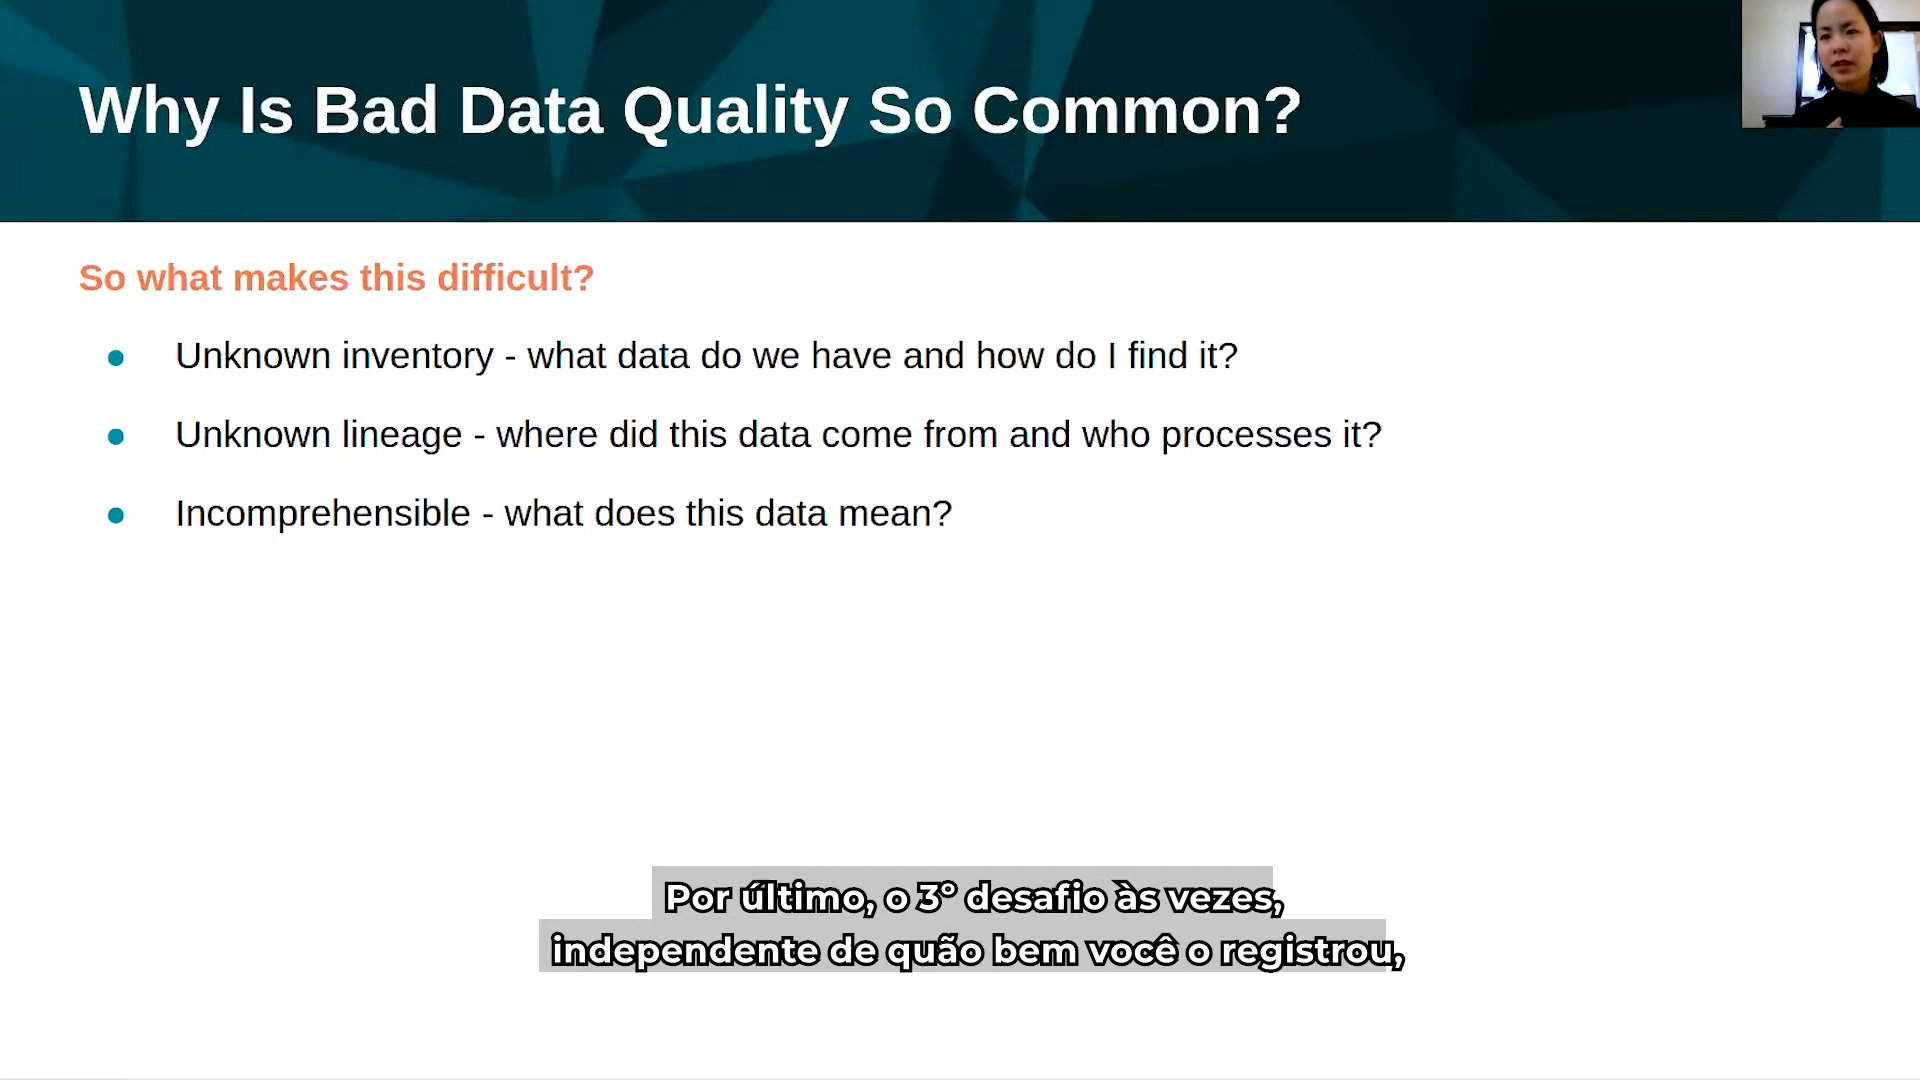 Why Is Bad Data Quality So Common?
So what makes this difficult?
● Unknown inventory - what data do we have and how do I find it?
● Unknown lineage - where did this data come from and who processes it?
● Incomprehensible - what does this data mean?
Por último, o 3º desafio às vezes,
independente de quão bem você o registrou,